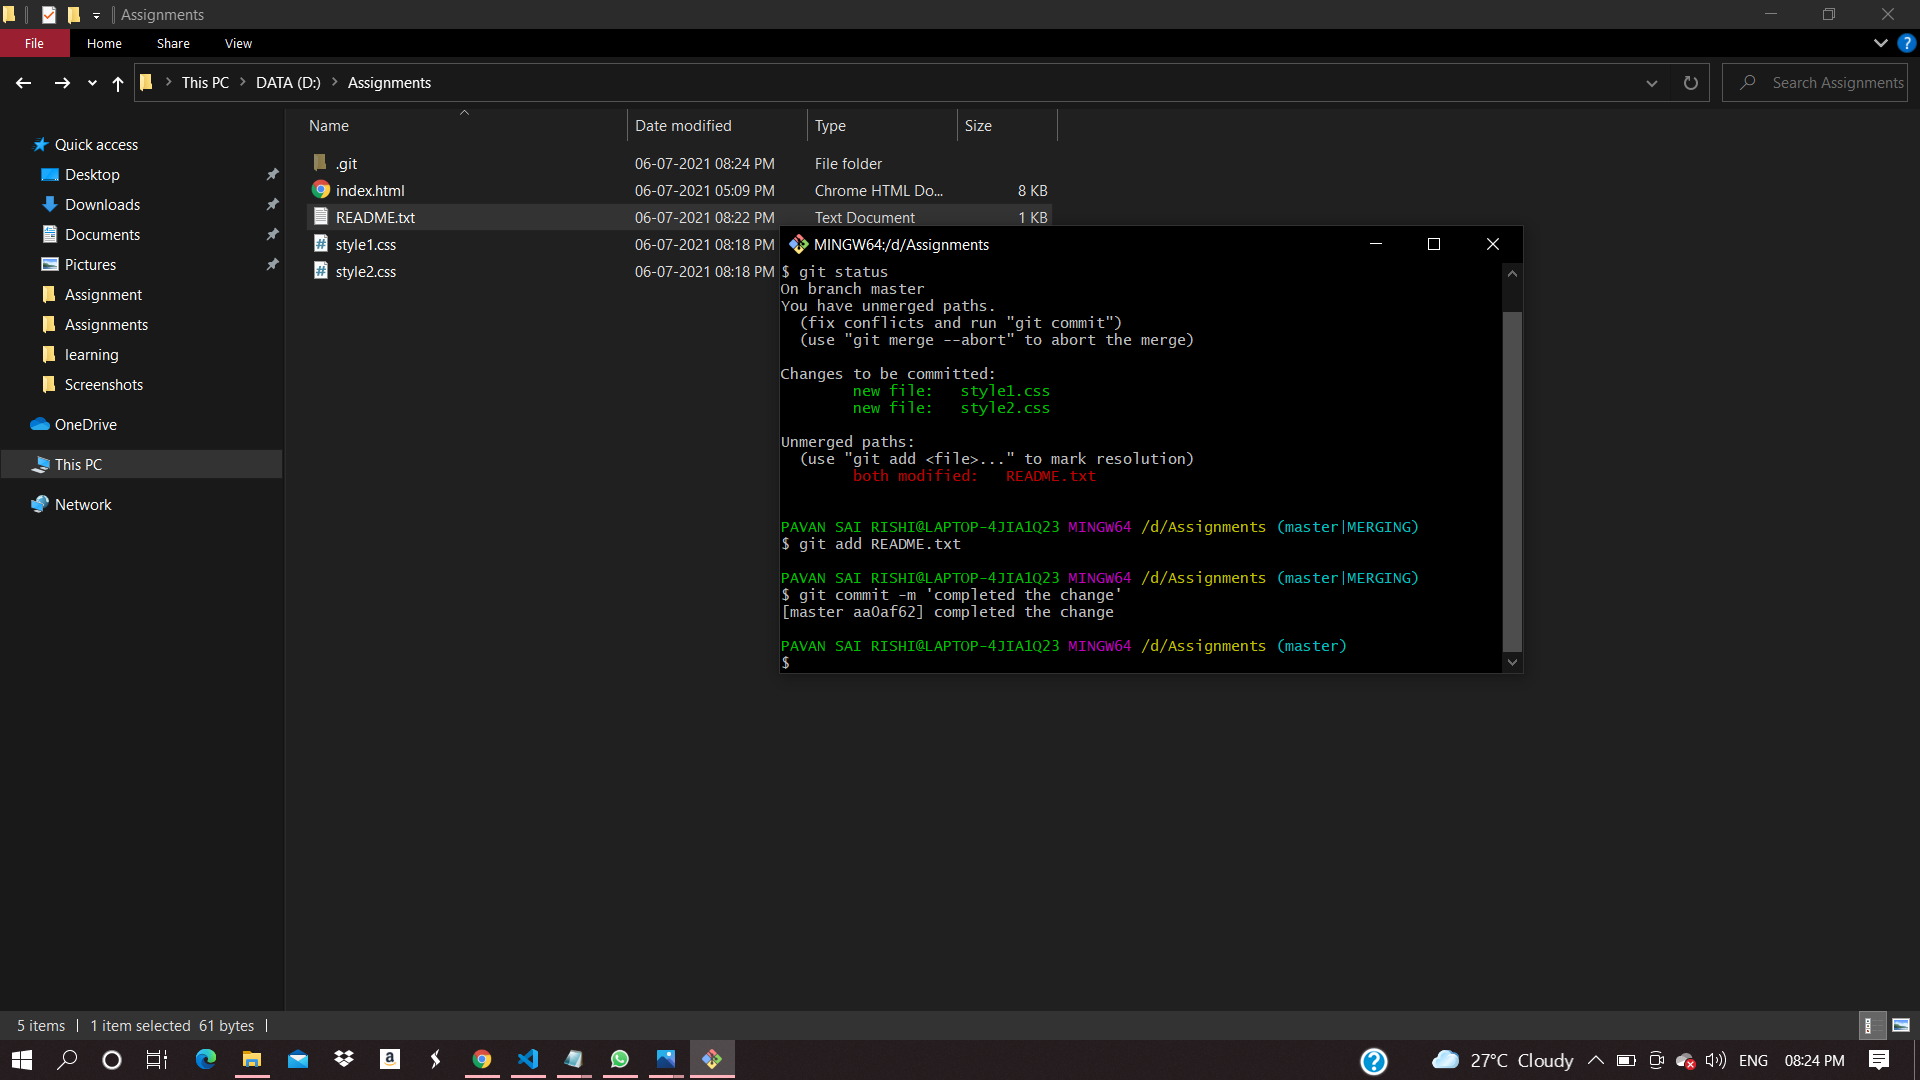 Assignments
File Home Share View
This PC DATA (D:) Assignments
Search Assignments
Name Date modified Type Size
.git 06-07-2021 08:24 PM File folder
index.html 06-07-2021 05:09 PM Chrome HTML Do... 8 KB
README.txt 06-07-2021 08:22 PM Text Document 1 KB
style1.css 06-07-2021 08:18 PM
style2.css 06-07-2021 08:18 PM
Quick access
Desktop
Downloads
Documents
Pictures
Assignment
Assignments
learning
Screenshots
OneDrive
This PC
Network
MINGW64:/d/Assignments
$ git status
On branch master
You have unmerged paths.
(fix conflicts and run "git commit")
(use "git merge --abort" to abort the merge)
Changes to be committed:
new file: style1.css
new file: style2.css
Unmerged paths:
(use "git add <file>..." to mark resolution)
both modified: README.txt
PAVAN SAI RISHI@LAPTOP-4JIA1Q23 MINGW64 /d/Assignments (master|MERGING)
$ git add README.txt
PAVAN SAI RISHI@LAPTOP-4JIA1Q23 MINGW64 /d/Assignments (master|MERGING)
$ git commit -m 'completed the change'
[master aa0af62] completed the change
PAVAN SAI RISHI@LAPTOP-4JIA1Q23 MINGW64 /d/Assignments (master)
$
5 items 1 item selected 61 bytes
27°C Cloudy ENG 08:24 PM